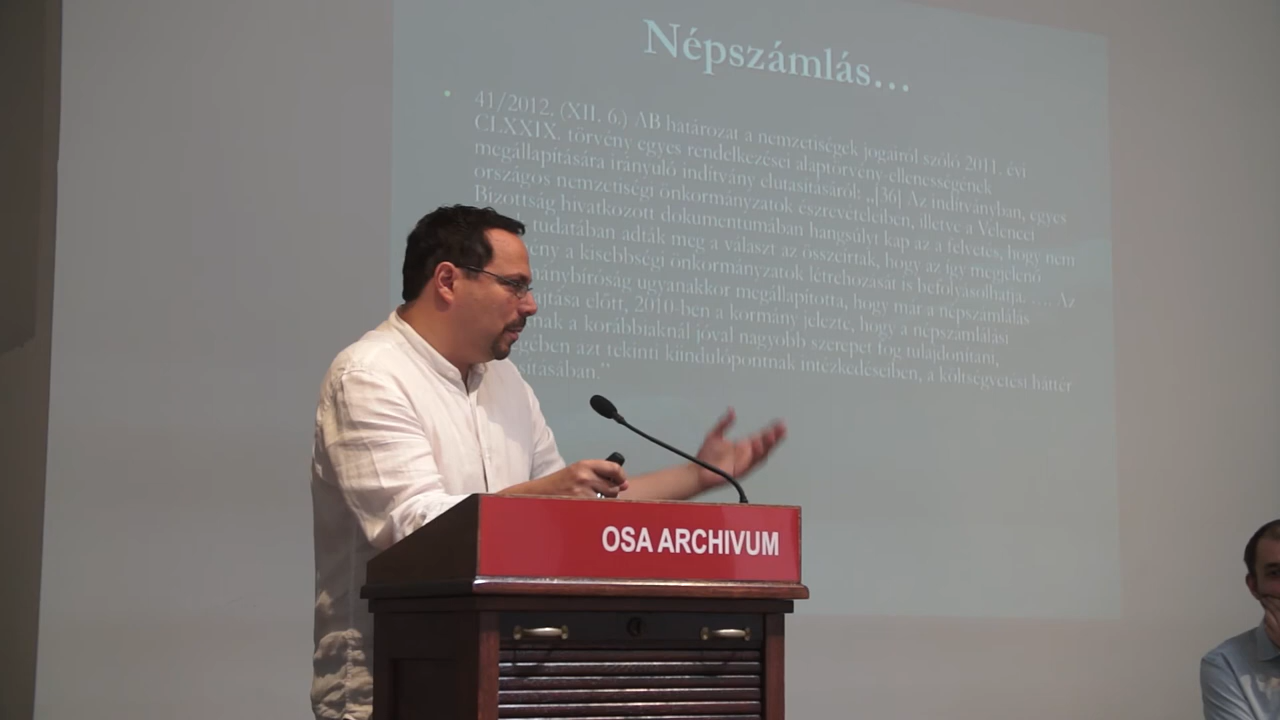 Népszámlás…
• 41/2012. (XII. 6.) AB határozat a nemzetiségek jogairól szóló 2011. évi
CLXXIX. törvény egyes rendelkezései alaptörvény-ellenességének
megállapítására irányuló indítvány elutasításáról: „[36] Az indítványban, egyes
országos nemzetiségi önkormányzatok észrevételeiben, illetve a Velencei
Bizottság hivatkozott dokumentumában hangsúlyt kap az a felvetés, hogy nem
tudatában adták meg a választ az összeírtak, hogy az így megjelenő
a kisebbségi önkormányzatok létrehozását is befolyásolhatja. … Az
ugyanakkor megállapította, hogy már a népszámlálás
előtt, 2010-ben a kormány jelezte, hogy a népszámlálási
a korábbiaknál jóval nagyobb szerepet fog tulajdonítani,
azt tekinti kiindulópontnak intézkedéseiben, a költségvetési háttér
OSA ARCHIVUM